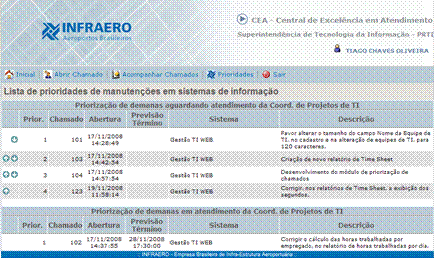 INFRAERO
Aeroportos Brasileiros
CEA - Central de Excelência em Atendimento
Superintendência de Tecnologia da Informação - PRTI
TIAGO CHAVES OLIVEIRA
Inicial Abrir Chamado Acompanhar Chamados Prioridades Sair
Lista de prioridades de manutenções em sistemas de informação
Priorização de demanas aguardando atendimento da Coord. de Projetos de TI
Prior. Chamado Abertura Previsão Término Sistema Descrição
1 101 17/11/2008 14:28:49 Gestão TI WEB Favor alterar o tamanho do campo Nome da Equipe de TI, no cadastro e na alteração de equipes de TI, para 120 caracteres.
2 103 17/11/2008 14:42:54 Gestão TI WEB Criação de novo relatório de Time Sheet
3 104 17/11/2008 14:57:54 Gestão TI WEB Desenvolvimento do módulo de priorização de chamados
4 123 19/11/2008 11:58:14 Gestão TI WEB Corrigir, nos relatórios de Time Sheet, a exibição dos segundos.
Priorização de demanas em atendimento da Coord. de Projetos de TI
Prior. Chamado Abertura Previsão Término Sistema Descrição
1 102 17/11/2008 14:37:55 28/11/2008 17:30:00 Gestão TI WEB Corrigir o cálculo das horas trabalhadas por empregado, no relatório de horas trabalhadas por dia.
INFRAERO - Empresa Brasileira de Infra-Estrutura Aeroportuária